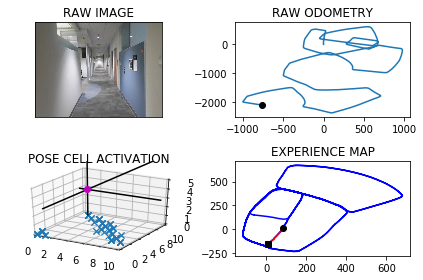 RAW IMAGE
RAW ODOMETRY
0
−1000
−2000
−1000 −500 0 500 1000
POSE CELL ACTIVATION
5
4
3
2
1
0
0 2 4 6 8 10
0 2 4 6 8 10
EXPERIENCE MAP
500
250
0
−250
0 200 400 600